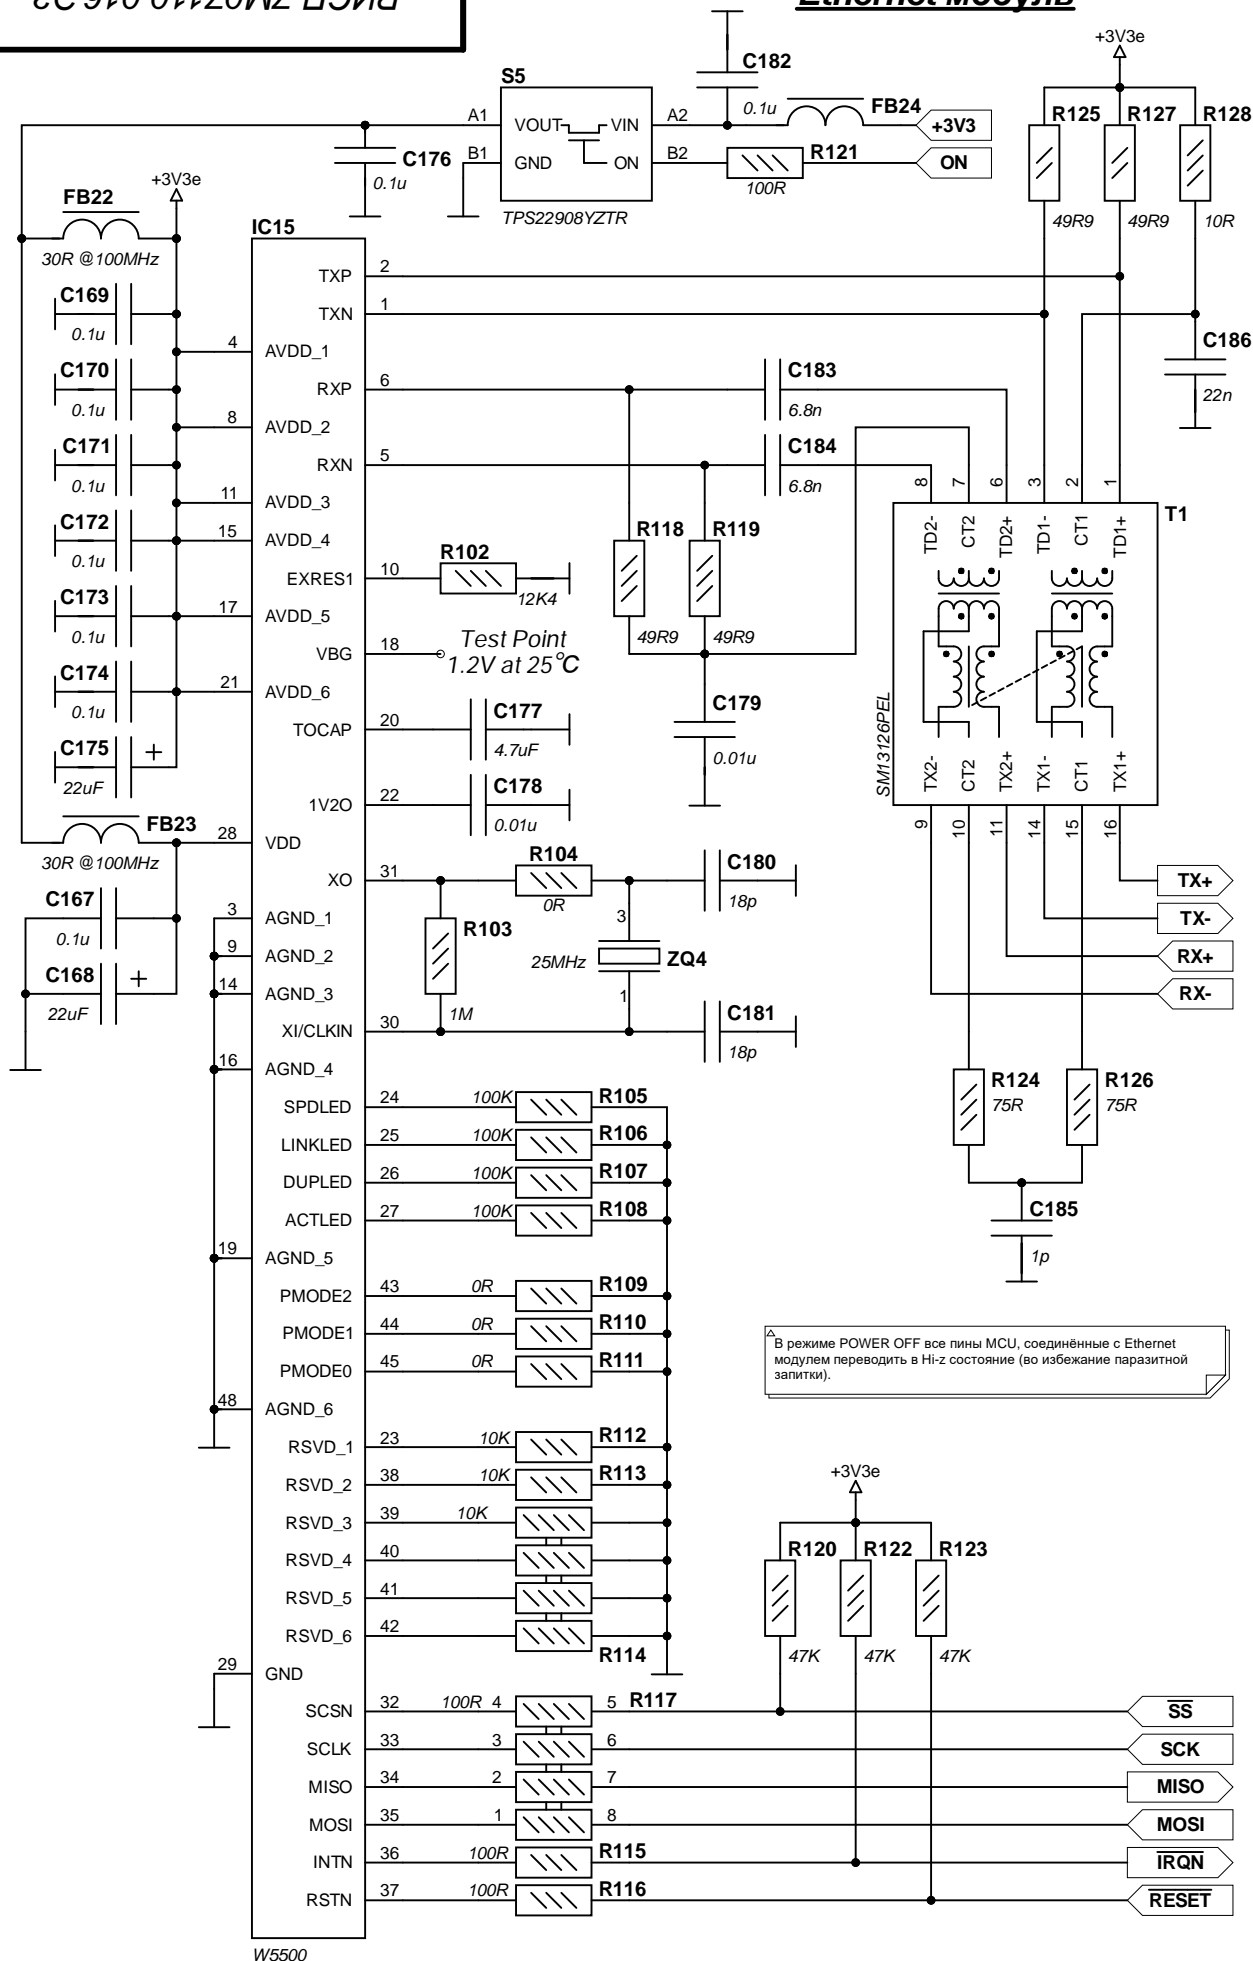 Ethernet модуль
+3V3e
C182
0.1u
S5
A1
VOUT
VIN
A2
FB24
+3V3
B1
GND
ON
B2
R121
100R
ON
TPS22908YZTR
C176
0.1u
R125
49R9
R127
49R9
R128
10R
C186
22n
FB22
30R @100MHz
+3V3e
C169
0.1u
C170
0.1u
C171
0.1u
C172
0.1u
C173
0.1u
C174
0.1u
C175
+
22uF
FB23
30R @100MHz
C167
0.1u
C168
+
22uF
IC15
TXP 2
TXN 1
4 AVDD_1
RXP 6
8 AVDD_2
RXN 5
11 AVDD_3
15 AVDD_4
EXRES1 10
17 AVDD_5
VBG 18
21 AVDD_6
TOCAP 20
1V2O 22
28 VDD
XO 31
3 AGND_1
9 AGND_2
14 AGND_3
XI/CLKIN 30
16 AGND_4
SPDLED 24
LINKLED 25
DUPLED 26
ACTLED 27
19 AGND_5
PMODE2 43
PMODE1 44
PMODE0 45
48 AGND_6
RSVD_1 23
RSVD_2 38
RSVD_3 39
RSVD_4 40
RSVD_5 41
RSVD_6 42
29 GND
SCSN 32
SCLK 33
MISO 34
MOSI 35
INTN 36
RSTN 37
W5500
C183
6.8n
C184
6.8n
R118
49R9
R119
49R9
R102
12K4
Test Point
1.2V at 25°C
C177
4.7uF
C178
0.01u
C179
0.01u
R104
0R
C180
18p
R103
1M
3
25MHz
ZQ4
1
C181
18p
8 7 6 3 2 1
T1
TD2- CT2 TD2+ TD1- CT1 TD1+
SM13126PEL
TX2- CT2 TX2+ TX1- CT1 TX1+
9 10 11 14 15 16
TX+
TX-
RX+
RX-
R124
75R
R126
75R
C185
1p
100K R105
100K R106
100K R107
100K R108
0R R109
0R R110
0R R111
10K R112
10K R113
10K
R114
В режиме POWER OFF все пины MCU, соединённые с Ethernet
модулем переводить в Hi-z состояние (во избежание паразитной
запитки).
+3V3e
R120
47K
R122
47K
R123
47K
100R 4 5 R117
SS
3 6
SCK
2 7
MISO
1 8
MOSI
100R R115
IRQN
100R R116
RESET